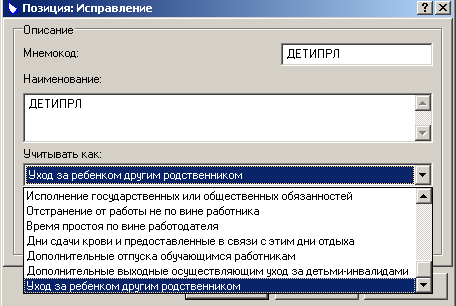 Позиция: Исправление
Описание
Мнемокод:
ДЕТИПРЛ
Наименование:
ДЕТИПРЛ
Учитывать как:
Уход за ребенком другим родственником
Исполнение государственных или общественных обязанностей
Отстранение от работы не по вине работника
Время простоя по вине работодателя
Дни сдачи крови и предоставленные в связи с этим дни отдыха
Дополнительные отпуска обучающимся работникам
Дополнительные выходные осуществляющим уход за детьми-инвалидами
Уход за ребенком другим родственником